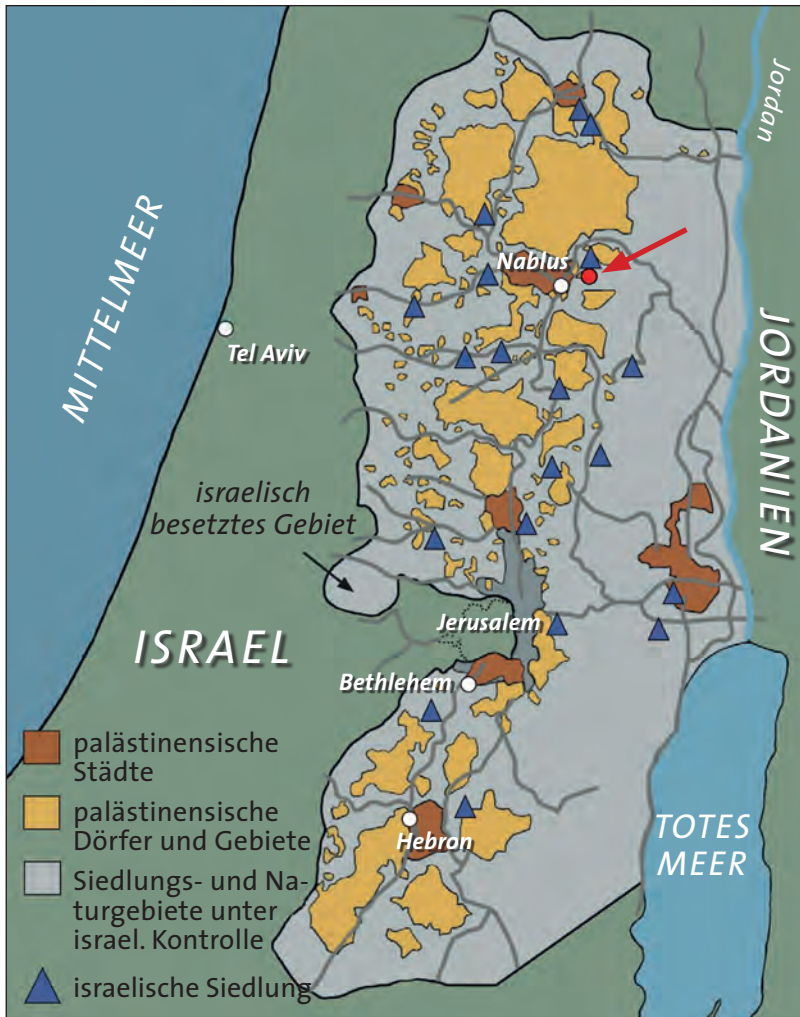 Jordan
MITTELMEER
Nablus
Tel Aviv
JORDANIEN
israelisch
besetztes Gebiet
Jerusalem
ISRAEL
Bethlehem
palästinensische
Städte
palästinensische
Dörfer und Gebiete
Hebron
TOTES
MEER
Siedlungs- und Na-
turgebiete unter
israel. Kontrolle
israelische Siedlung